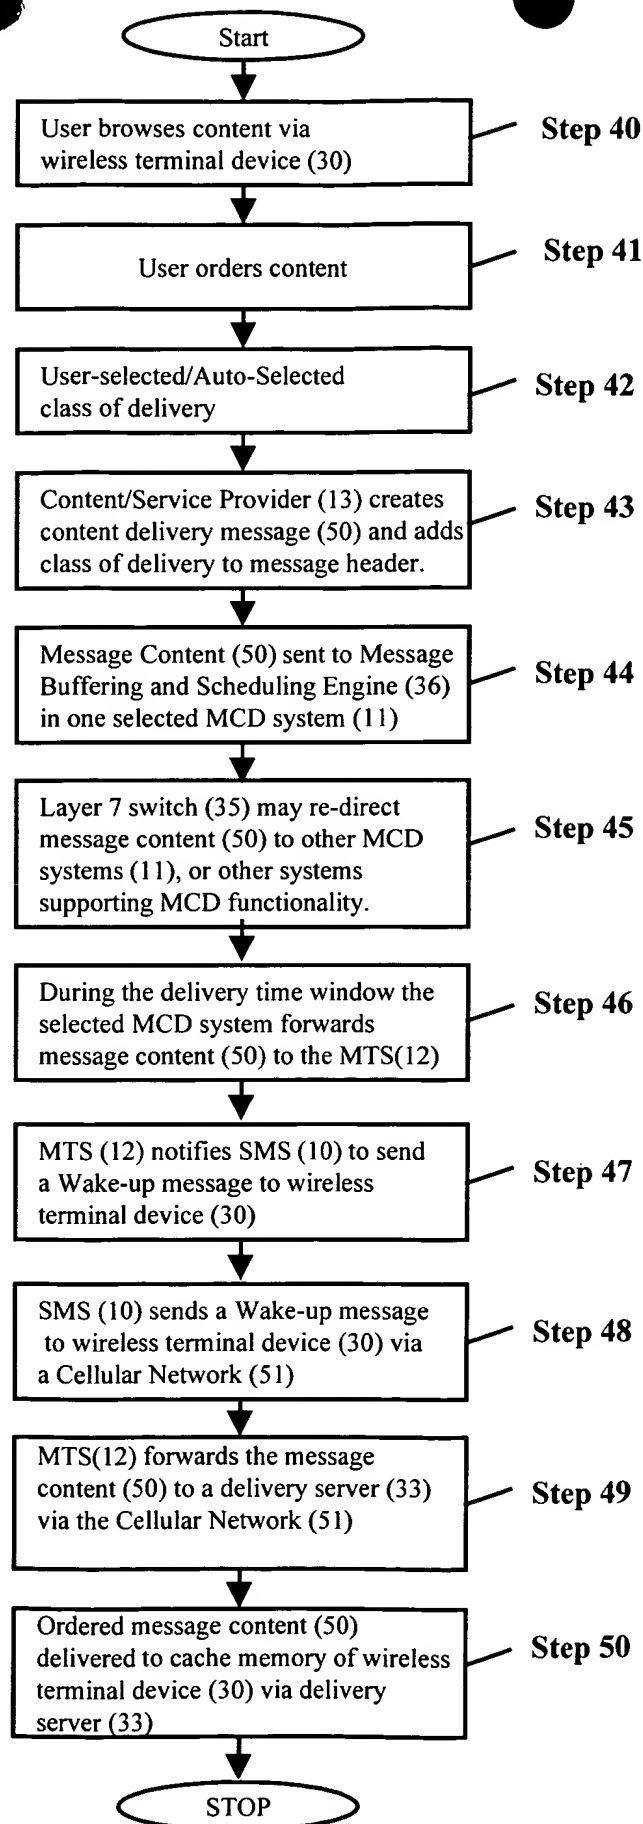 Start
User browses content via
wireless terminal device (30)
Step 40
User orders content
Step 41
User-selected/Auto-Selected
class of delivery
Step 42
Content/Service Provider (13) creates
content delivery message (50) and adds
class of delivery to message header.
Step 43
Message Content (50) sent to Message
Buffering and Scheduling Engine (36)
in one selected MCD system (11)
Step 44
Layer 7 switch (35) may re-direct
message content (50) to other MCD
systems (11), or other systems
supporting MCD functionality.
Step 45
During the delivery time window the
selected MCD system forwards
message content (50) to the MTS(12)
Step 46
MTS (12) notifies SMS (10) to send
a Wake-up message to wireless
terminal device (30)
Step 47
SMS (10) sends a Wake-up message
to wireless terminal device (30) via
a Cellular Network (51)
Step 48
MTS(12) forwards the message
content (50) to a delivery server (33)
via the Cellular Network (51)
Step 49
Ordered message content (50)
delivered to cache memory of wireless
terminal device (30) via delivery
server (33)
Step 50
STOP